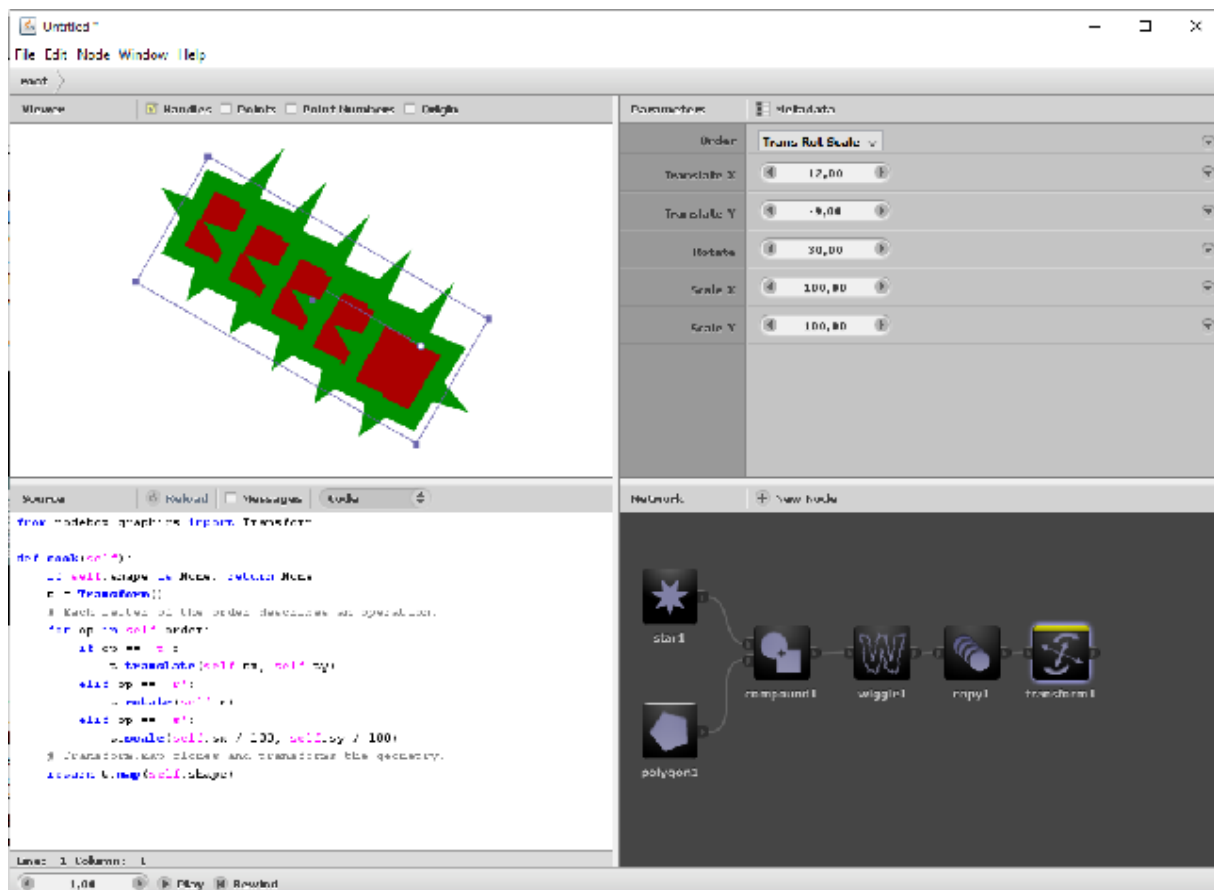 Untitled *
File Edit Node Window Help
root
Viewer Handles Points Point Numbers Origin
Parameters Metadata
Order Trans Rot Scale
Translate X 12,00
Translate Y -9,00
Rotate 30,00
Scale X 100,00
Scale Y 100,00
Source Reload Messages Code
from nodebox.graphics import Transform
def cook(self):
if self.shape is None: return None
t = Transform()
# Each letter of the order describes an operation.
for op in self.order:
if op == 't':
t.translate(self.tx, self.ty)
elif op == 'r':
t.rotate(self.r)
elif op == 's':
t.scale(self.sx / 100, self.sy / 100)
# Transform.map clones and transforms the geometry.
return t.map(self.shape)
Line: 1 Column: 1
Network New Node
star1
compound1
wiggle1
copy1
transform1
1,00 Play Rewind